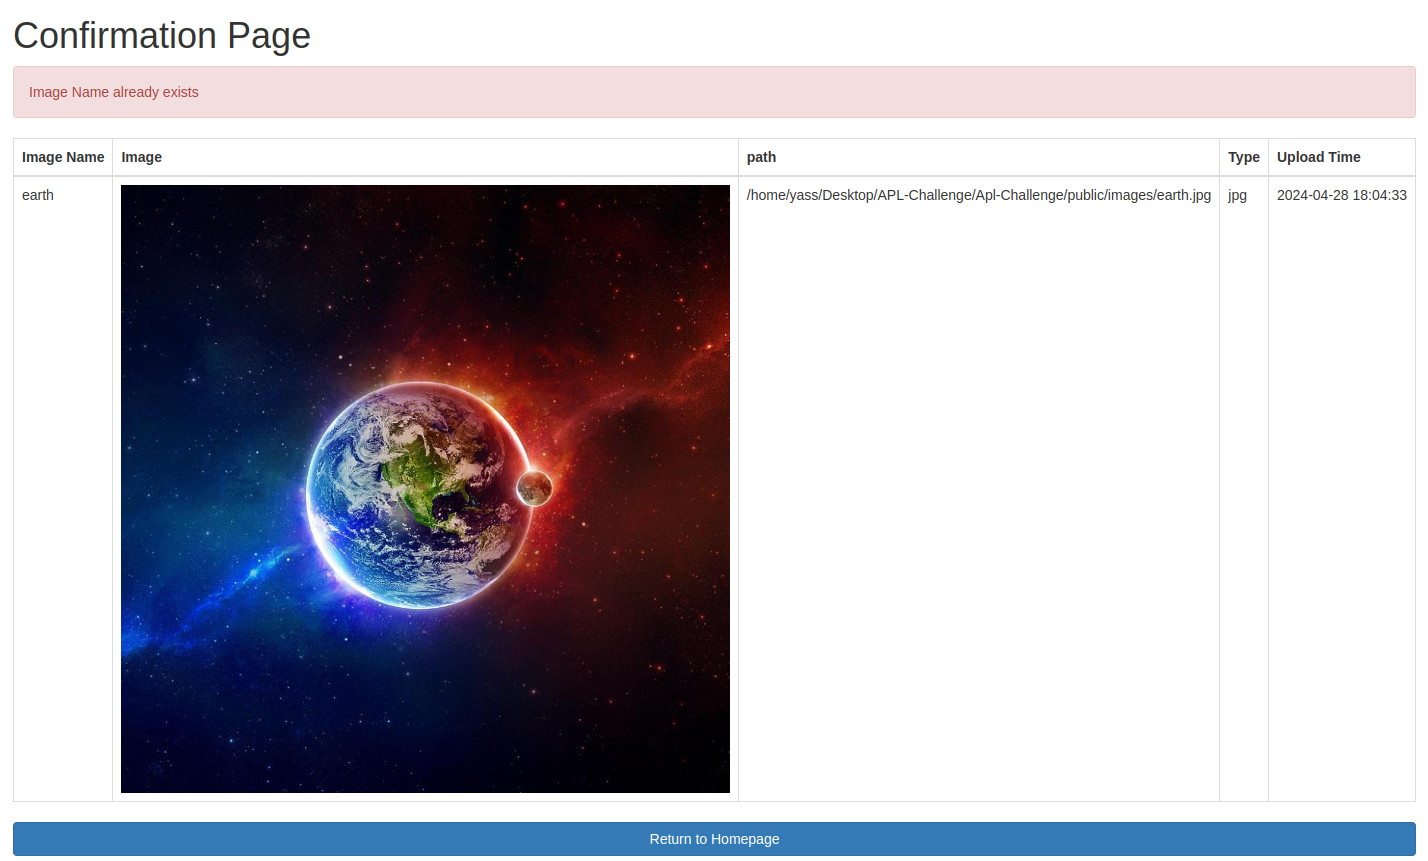 Confirmation Page
Image Name already exists
Image Name Image path Type Upload Time
earth /home/yass/Desktop/APL-Challenge/Apl-Challenge/public/images/earth.jpg jpg 2024-04-28 18:04:33
Return to Homepage